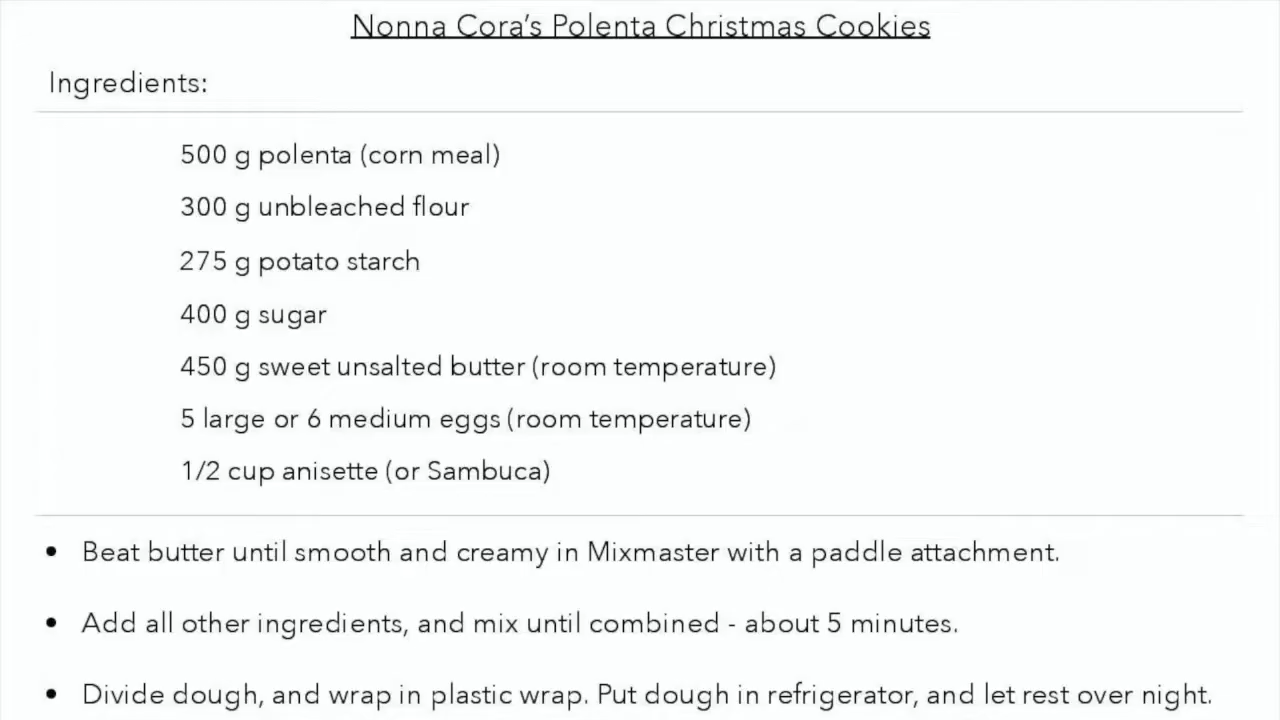 Nonna Cora's Polenta Christmas Cookies
Ingredients:
500 g polenta (corn meal)
300 g unbleached flour
275 g potato starch
400 g sugar
450 g sweet unsalted butter (room temperature)
5 large or 6 medium eggs (room temperature)
1/2 cup anisette (or Sambuca)
• Beat butter until smooth and creamy in Mixmaster with a paddle attachment.
• Add all other ingredients, and mix until combined - about 5 minutes.
• Divide dough, and wrap in plastic wrap. Put dough in refrigerator, and let rest over night.